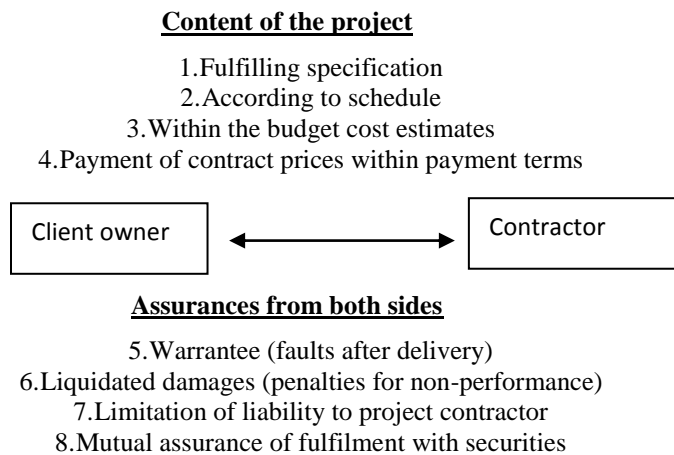 Content of the project
1.Fulfilling specification
2.According to schedule
3.Within the budget cost estimates
4.Payment of contract prices within payment terms
Client owner
Contractor
Assurances from both sides
5.Warrantee (faults after delivery)
6.Liquidated damages (penalties for non-performance)
7.Limitation of liability to project contractor
8.Mutual assurance of fulfilment with securities